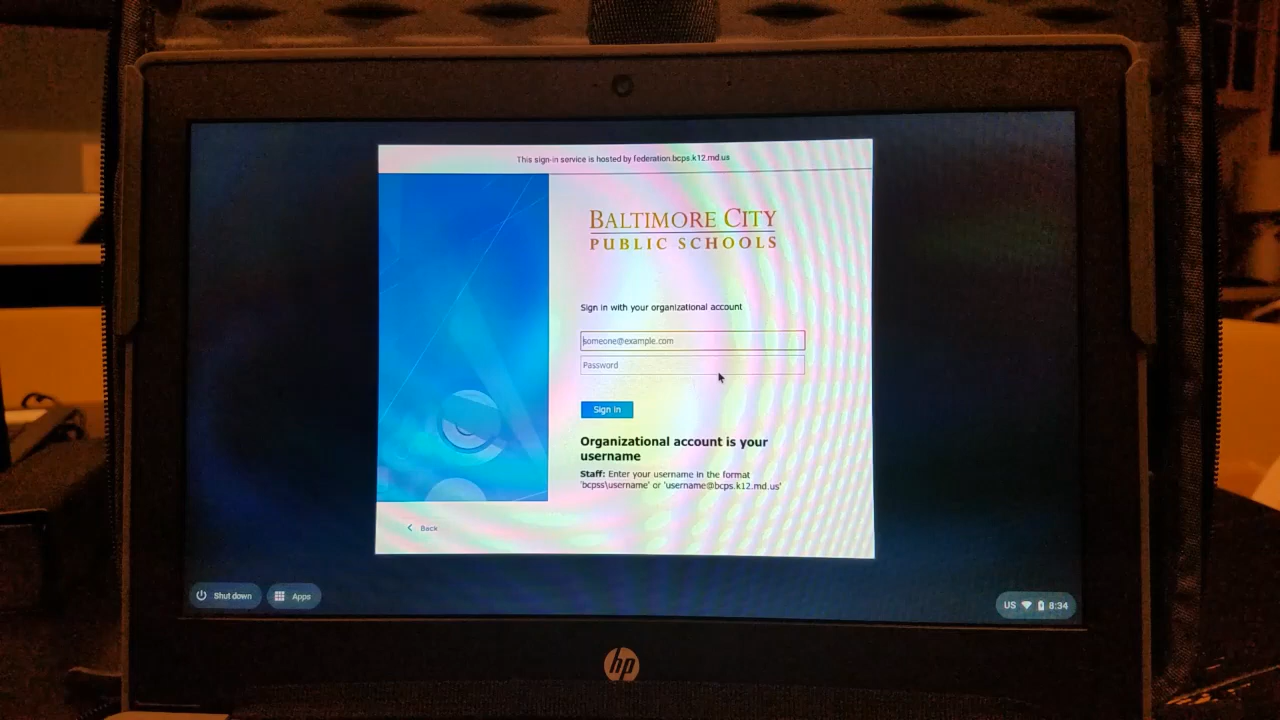 This sign-in service is hosted by federation.bcps.k12.md.us
BALTIMORE CITY
PUBLIC SCHOOLS
Sign in with your organizational account
someone@example.com
Password
Sign in
Organizational account is your
username
Staff: Enter your username in the format
'bcpss\username' or 'username@bcps.k12.md.us'
Back
Shut down
Apps
US
8:34
hp